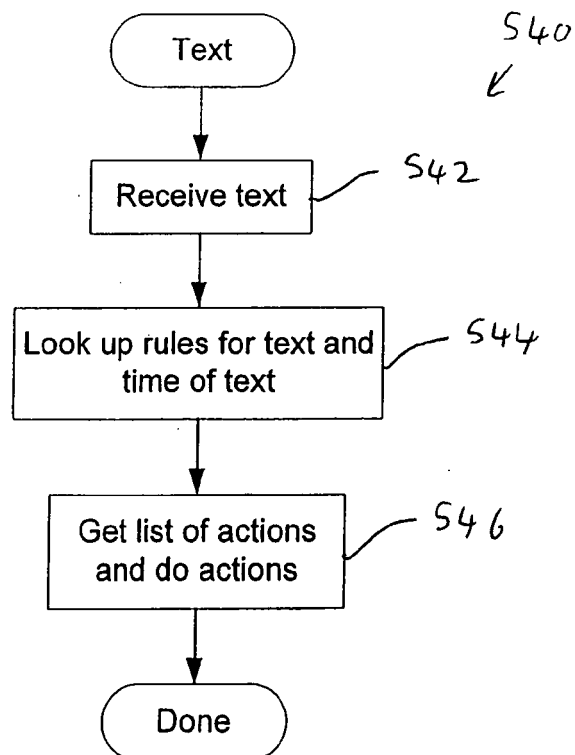 Text
S40
Receive text
S42
Look up rules for text and
time of text
S44
Get list of actions
and do actions
S46
Done